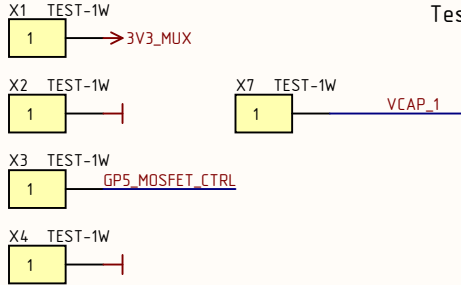 X1 TEST-1W
1
3V3_MUX
X2 TEST-1W
1
X7 TEST-1W
1
VCAP_1
X3 TEST-1W
1
GP5_MOSFET_CTRL
X4 TEST-1W
1
Tes